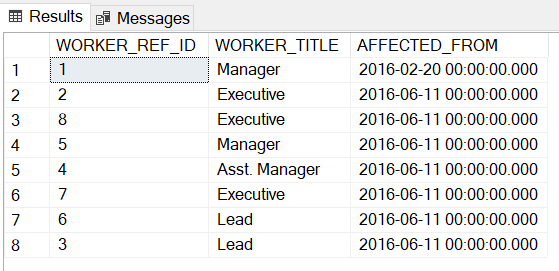 Results Messages
WORKER_REF_ID WORKER_TITLE AFFECTED_FROM
1 1 Manager 2016-02-20 00:00:00.000
2 2 Executive 2016-06-11 00:00:00.000
3 8 Executive 2016-06-11 00:00:00.000
4 5 Manager 2016-06-11 00:00:00.000
5 4 Asst. Manager 2016-06-11 00:00:00.000
6 7 Executive 2016-06-11 00:00:00.000
7 6 Lead 2016-06-11 00:00:00.000
8 3 Lead 2016-06-11 00:00:00.000